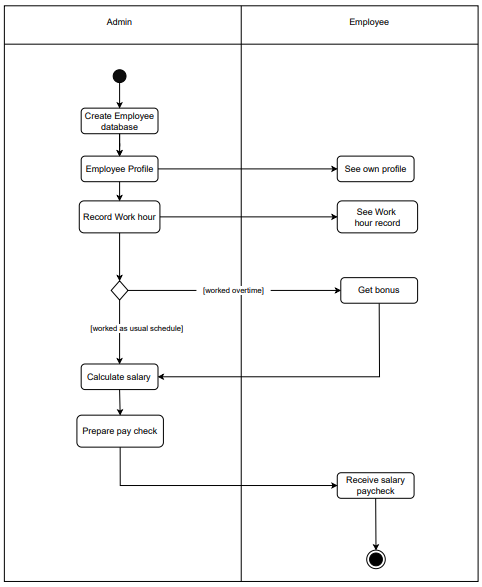 Admin
Employee
Create Employee
database
Employee Profile
See own profile
Record Work hour
See Work
hour record
[worked overtime]
Get bonus
[worked as usual schedule]
Calculate salary
Prepare pay check
Receive salary
paycheck